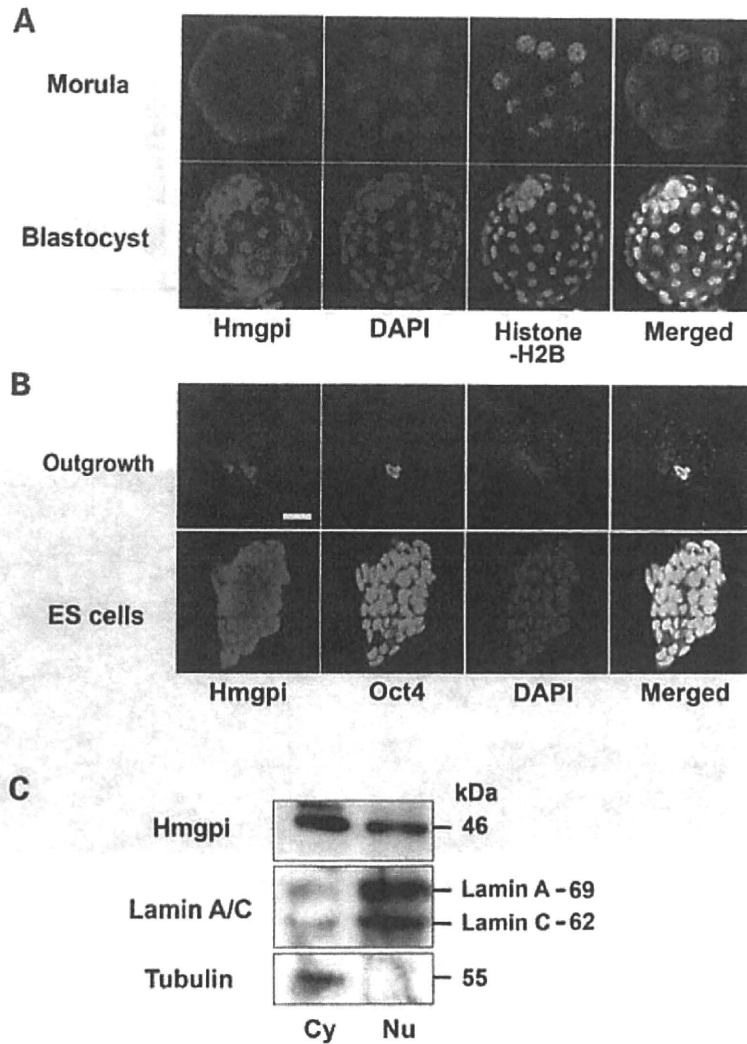 A
Morula
Blastocyst
Hmgpi DAPI Histone -H2B Merged
B
Outgrowth
ES cells
Hmgpi Oct4 DAPI Merged
C
kDa
Hmgpi 46
Lamin A/C Lamin A - 69
Lamin C - 62
Tubulin 55
Cy Nu